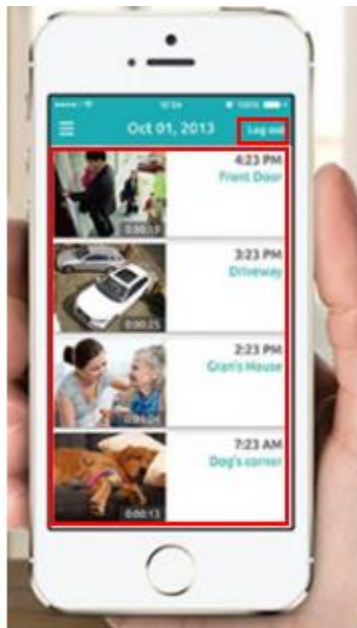 Oct 01, 2013
Log out
4:23 PM
Front Door
0:00:19
3:23 PM
Driveway
0:00:25
2:23 PM
Gran's House
7:23 AM
Dog's corner
0:00:13